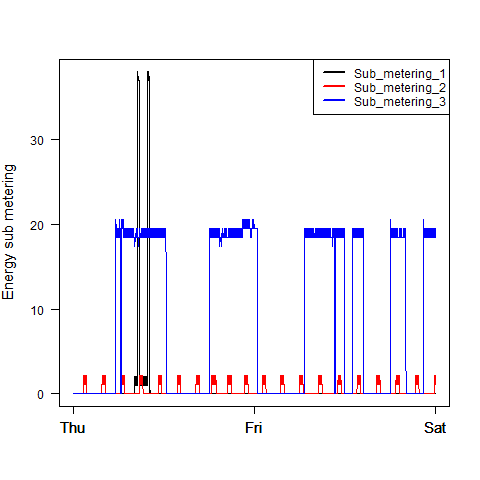 Sub_metering_1
Sub_metering_2
Sub_metering_3
Energy sub metering
30
20
10
0
Thu Fri Sat